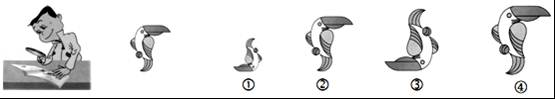 ① ② ③ ④